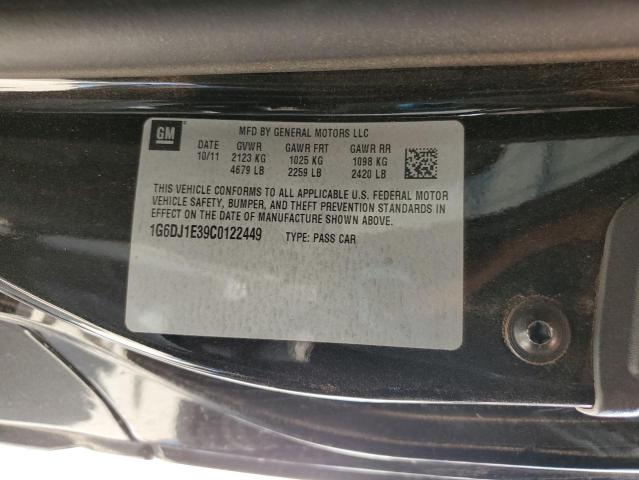 GM
MFD BY GENERAL MOTORS LLC
DATE GVWR GAWR FRT GAWR RR
10/11 2123 KG 1025 KG 1098 KG
4679 LB 2259 LB 2420 LB
THIS VEHICLE CONFORMS TO ALL APPLICABLE U.S. FEDERAL MOTOR
VEHICLE SAFETY, BUMPER, AND THEFT PREVENTION STANDARDS IN
EFFECT ON THE DATE OF MANUFACTURE SHOWN ABOVE.
1G6DJ1E39C0122449 TYPE: PASS CAR